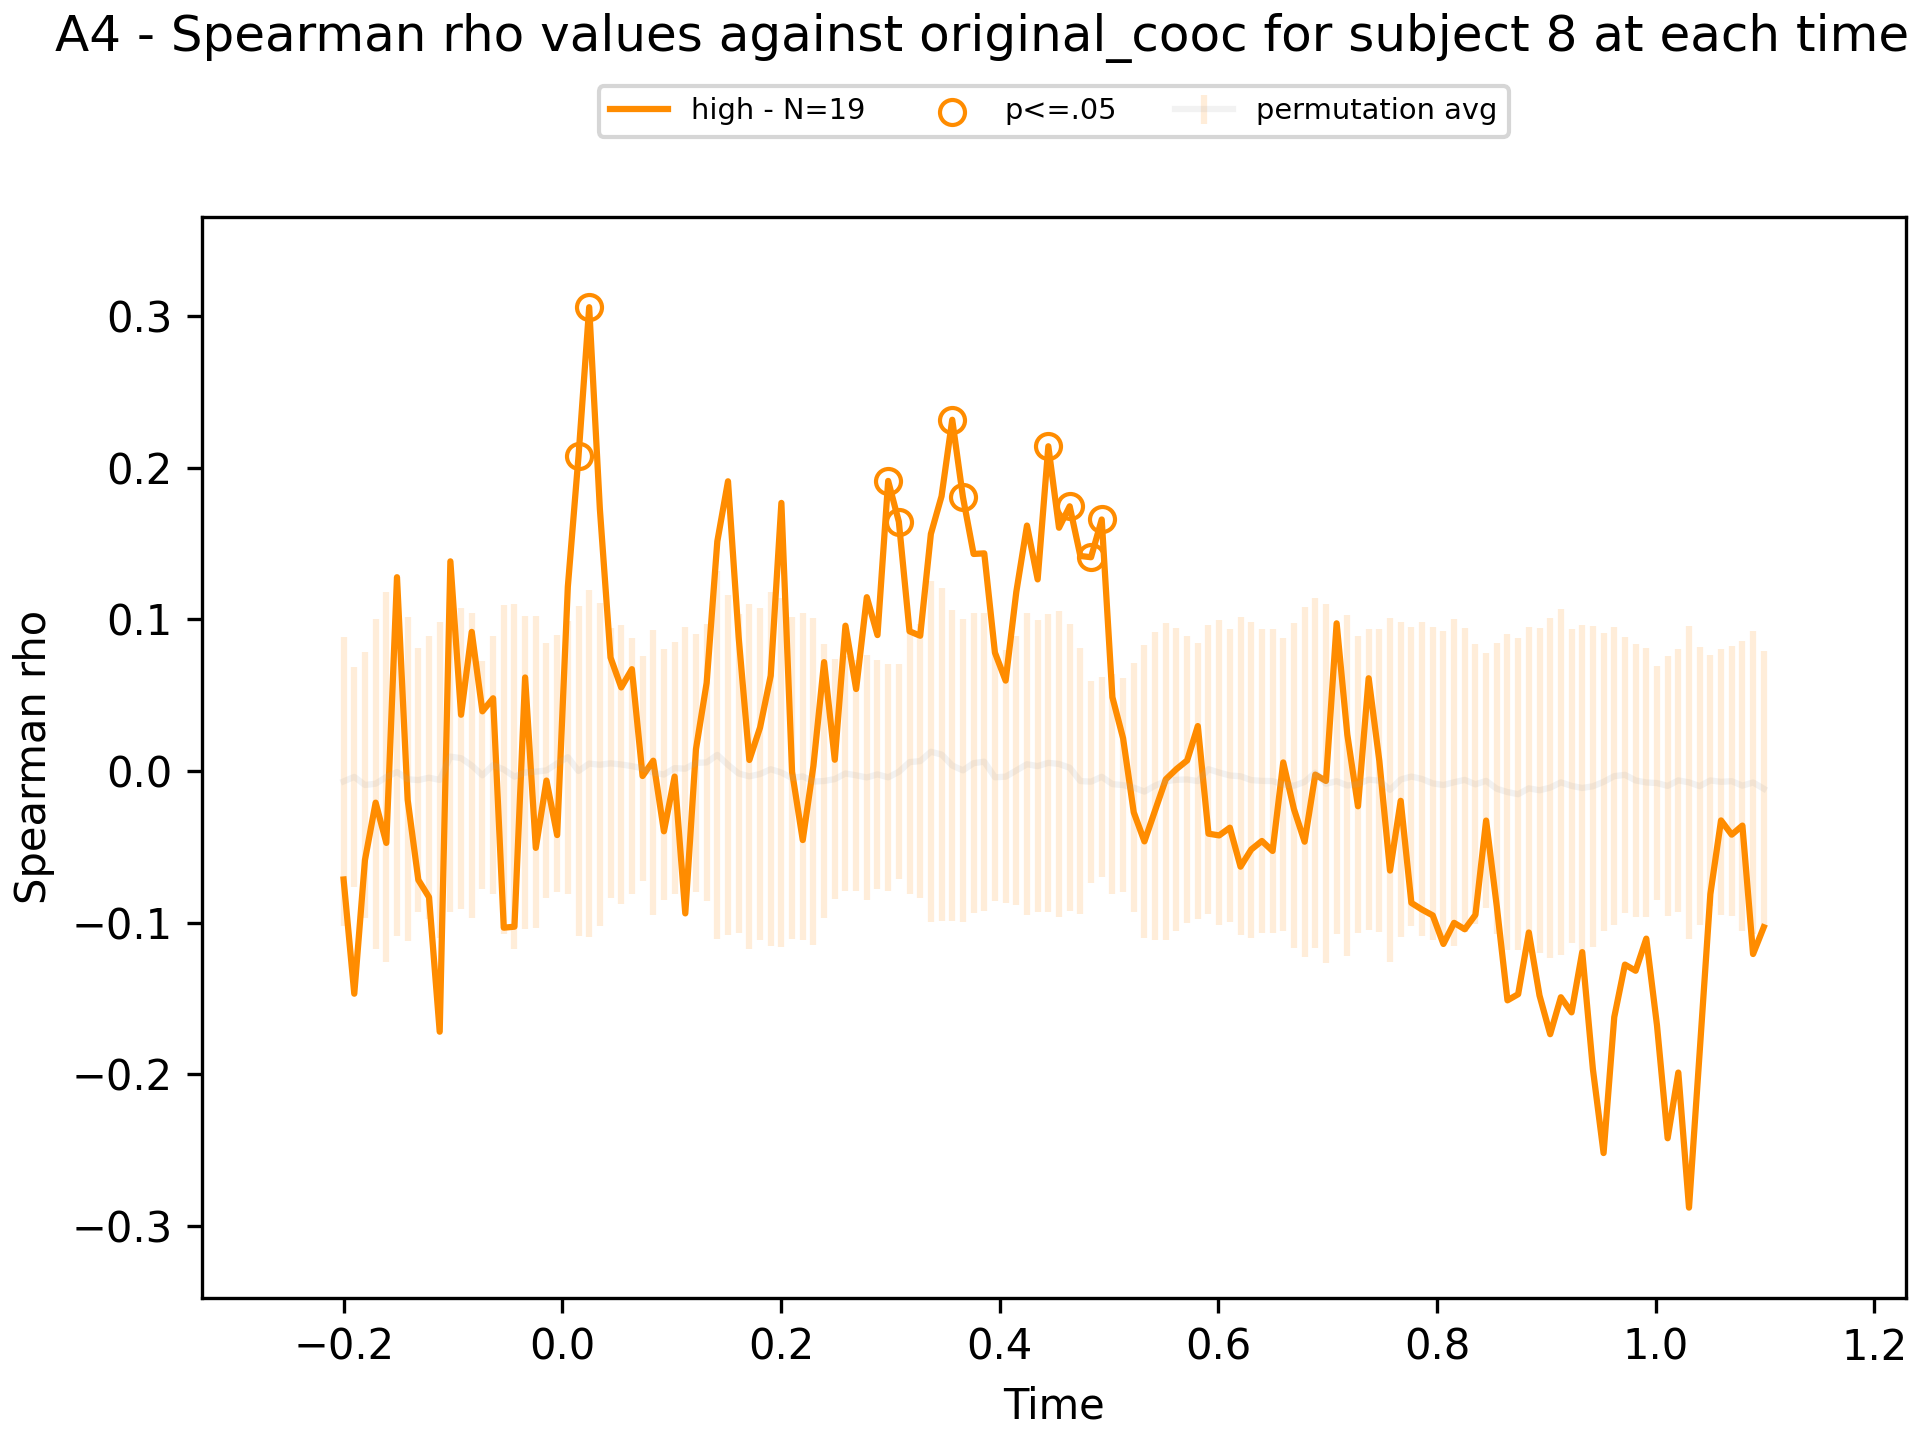 A4 - Spearman rho values against original_cooc for subject 8 at each time
high - N=19 p<=.05 permutation avg
Spearman rho
0.3
0.2
0.1
0.0
−0.1
−0.2
−0.3
−0.2 0.0 0.2 0.4 0.6 0.8 1.0 1.2
Time